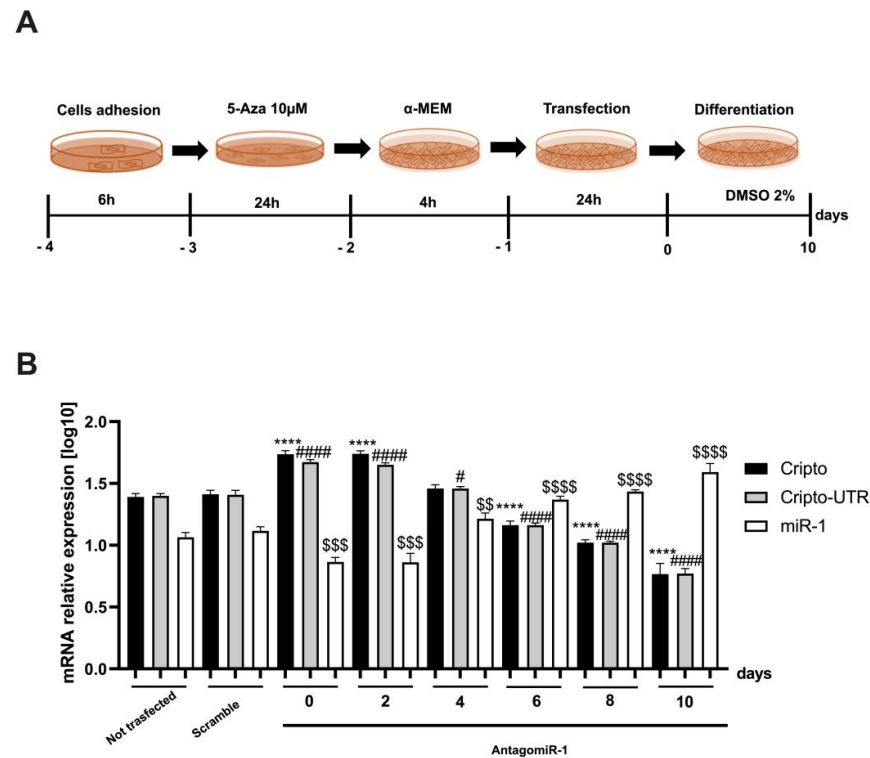 A
Cells adhesion 5-Aza 10µM α-MEM Transfection Differentiation
6h 24h 4h 24h DMSO 2%
days
- 4 - 3 - 2 - 1 0 10
B
mRNA relative expression [log10]
2.0
1.5
1.0
0.5
0.0
**** #### $$$
**** #### $$$
# $$
**** #### $$$$
**** #### $$$$
**** #### $$$$
Cripto
Cripto-UTR
miR-1
days
Not trasfected Scramble 0 2 4 6 8 10
AntagomiR-1